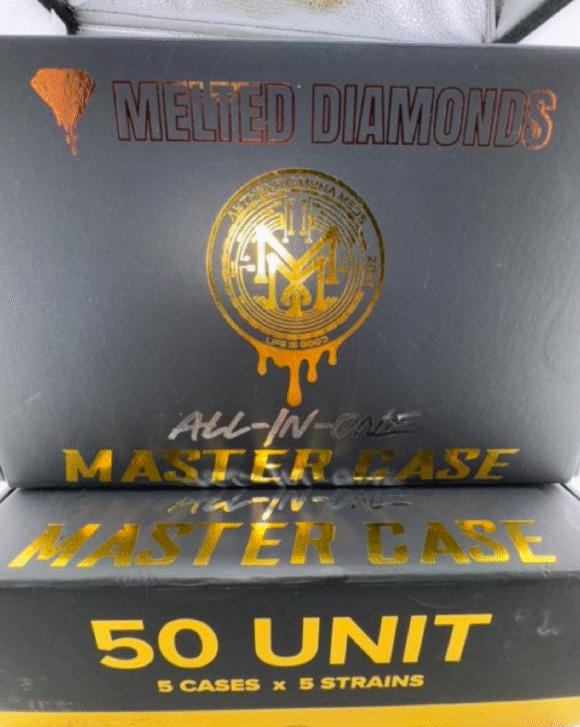 MELTED DIAMONDS
LIFE IS GOOD
ALL-IN-ONE
MASTER CASE
ALL-IN-ONE
MASTER CASE
50 UNIT
5 CASES x 5 STRAINS